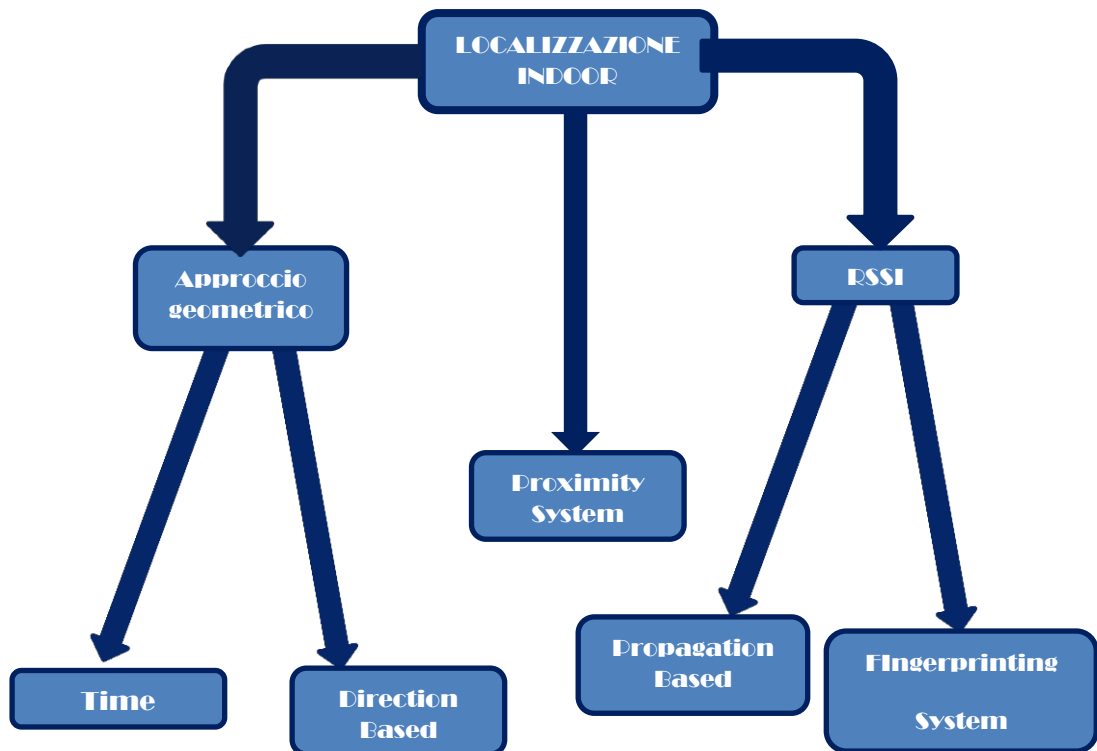 LOCALIZZAZIONE
INDOOR
Approccio
geometrico
RSSI
Proximity
System
Time
Direction
Based
Propagation
Based
FIngerprinting
System